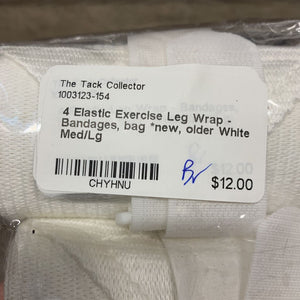 The Tack Collector
1003123-154
4 Elastic Exercise Leg Wrap -
Bandages, bag *new, older White
Med/Lg
CHYHNU
$12.00